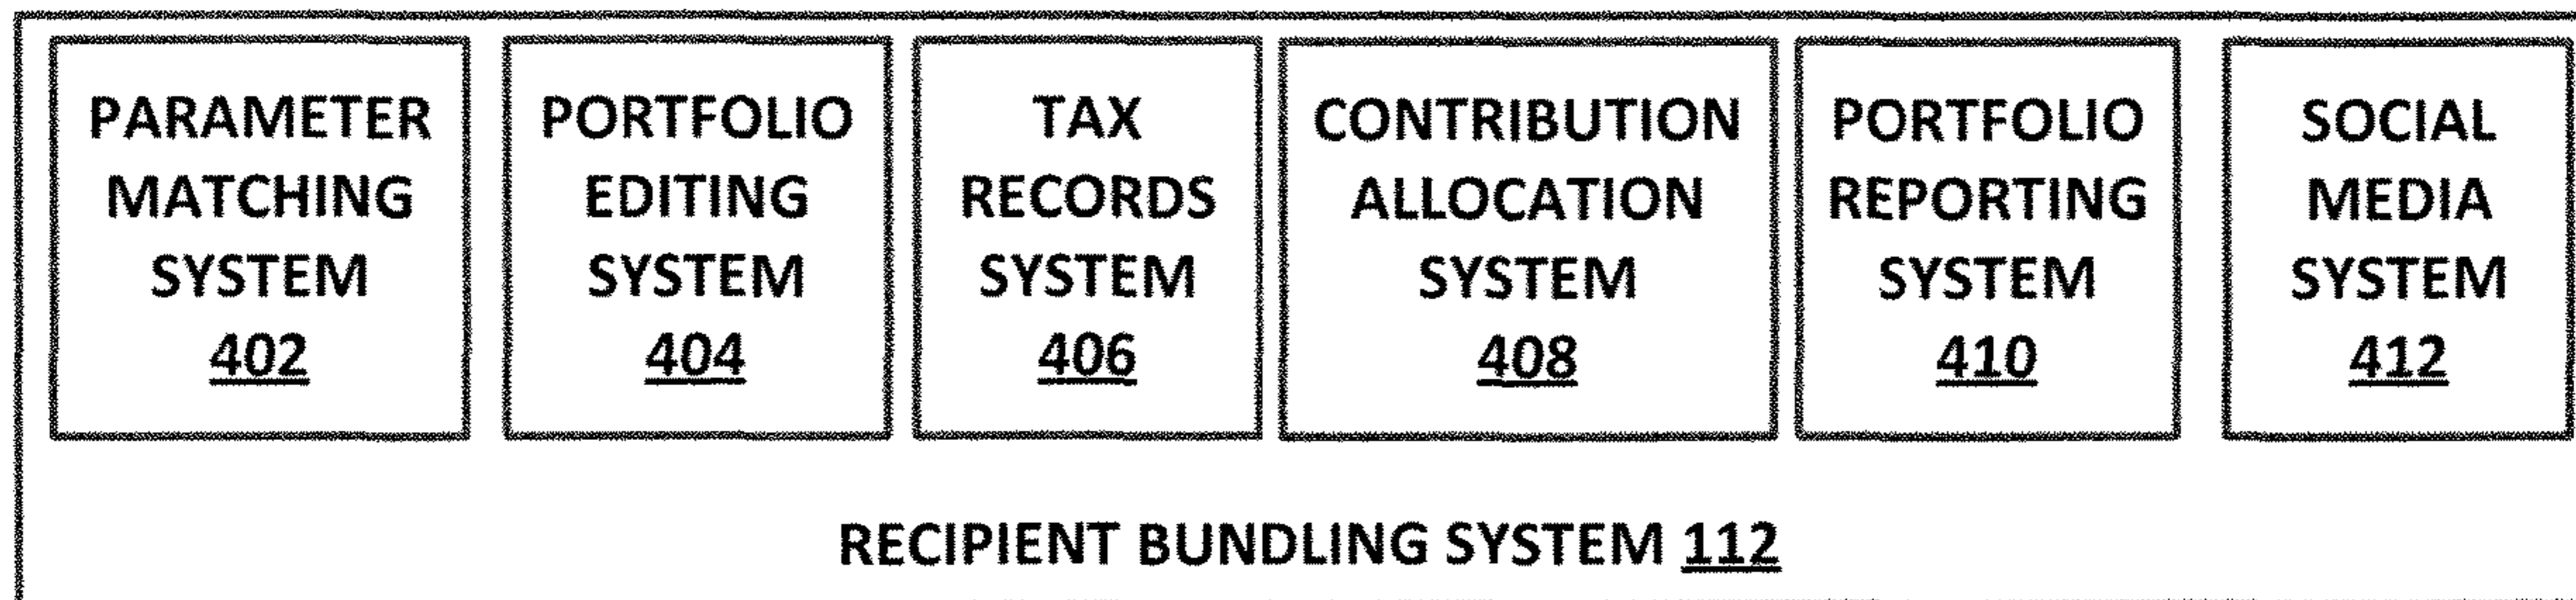 PARAMETER
MATCHING
SYSTEM
402
PORTFOLIO
EDITING
SYSTEM
404
TAX
RECORDS
SYSTEM
406
CONTRIBUTION
ALLOCATION
SYSTEM
408
PORTFOLIO
REPORTING
SYSTEM
410
SOCIAL
MEDIA
SYSTEM
412
RECIPIENT BUNDLING SYSTEM 112